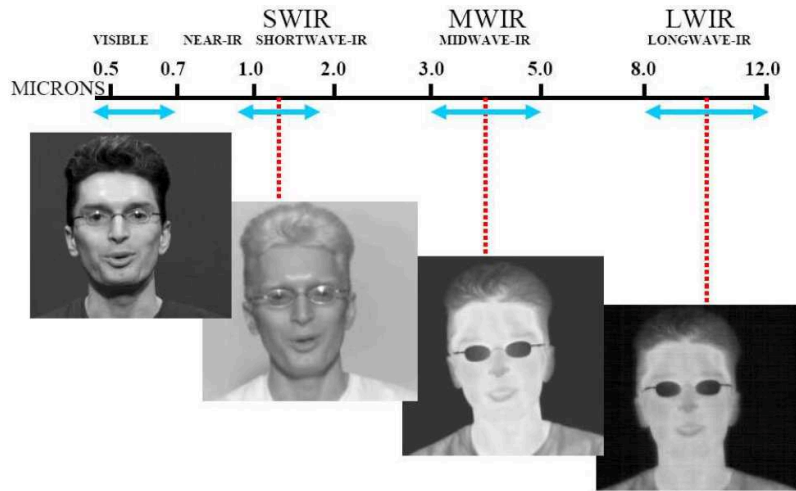 SWIR MWIR LWIR
VISIBLE NEAR-IR SHORTWAVE-IR MIDWAVE-IR LONGWAVE-IR
0.5 0.7 1.0 2.0 3.0 5.0 8.0 12.0
MICRONS